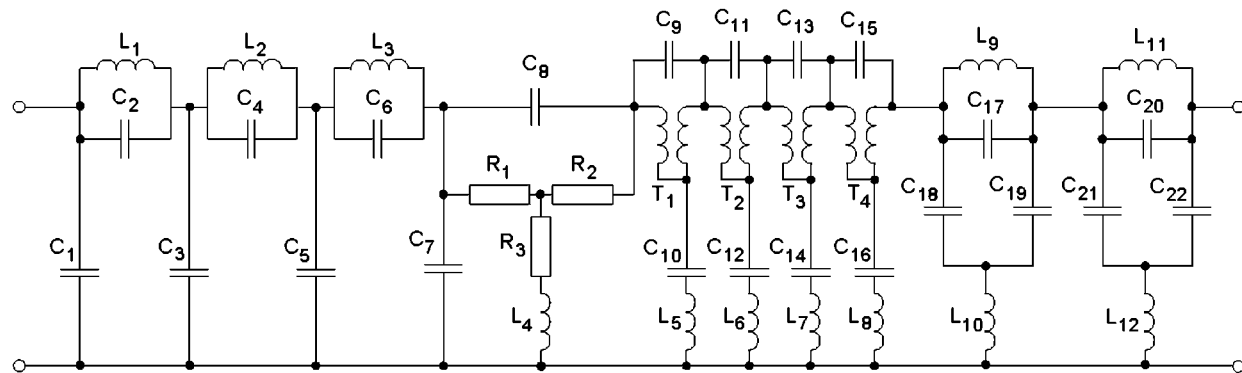 C9 C11 C13 C15
L1 L2 L3 L9 L11
C8
C2 C4 C6 C17 C20
R1 R2
T1 T2 T3 T4
C18 C19 C21 C22
C1 C3 C5 C7 R3 C10 C12 C14 C16
L4 L5 L6 L7 L8 L10 L12